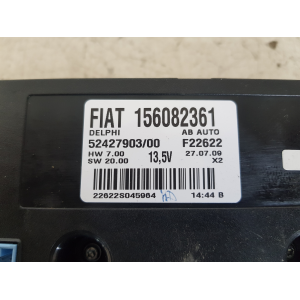 FIAT 156082361
DELPHI AB AUTO
52427903/00 F22622
HW 7.00 13,5V 27.07.09
SW 20.00 X2
22622S045964 14:44 B